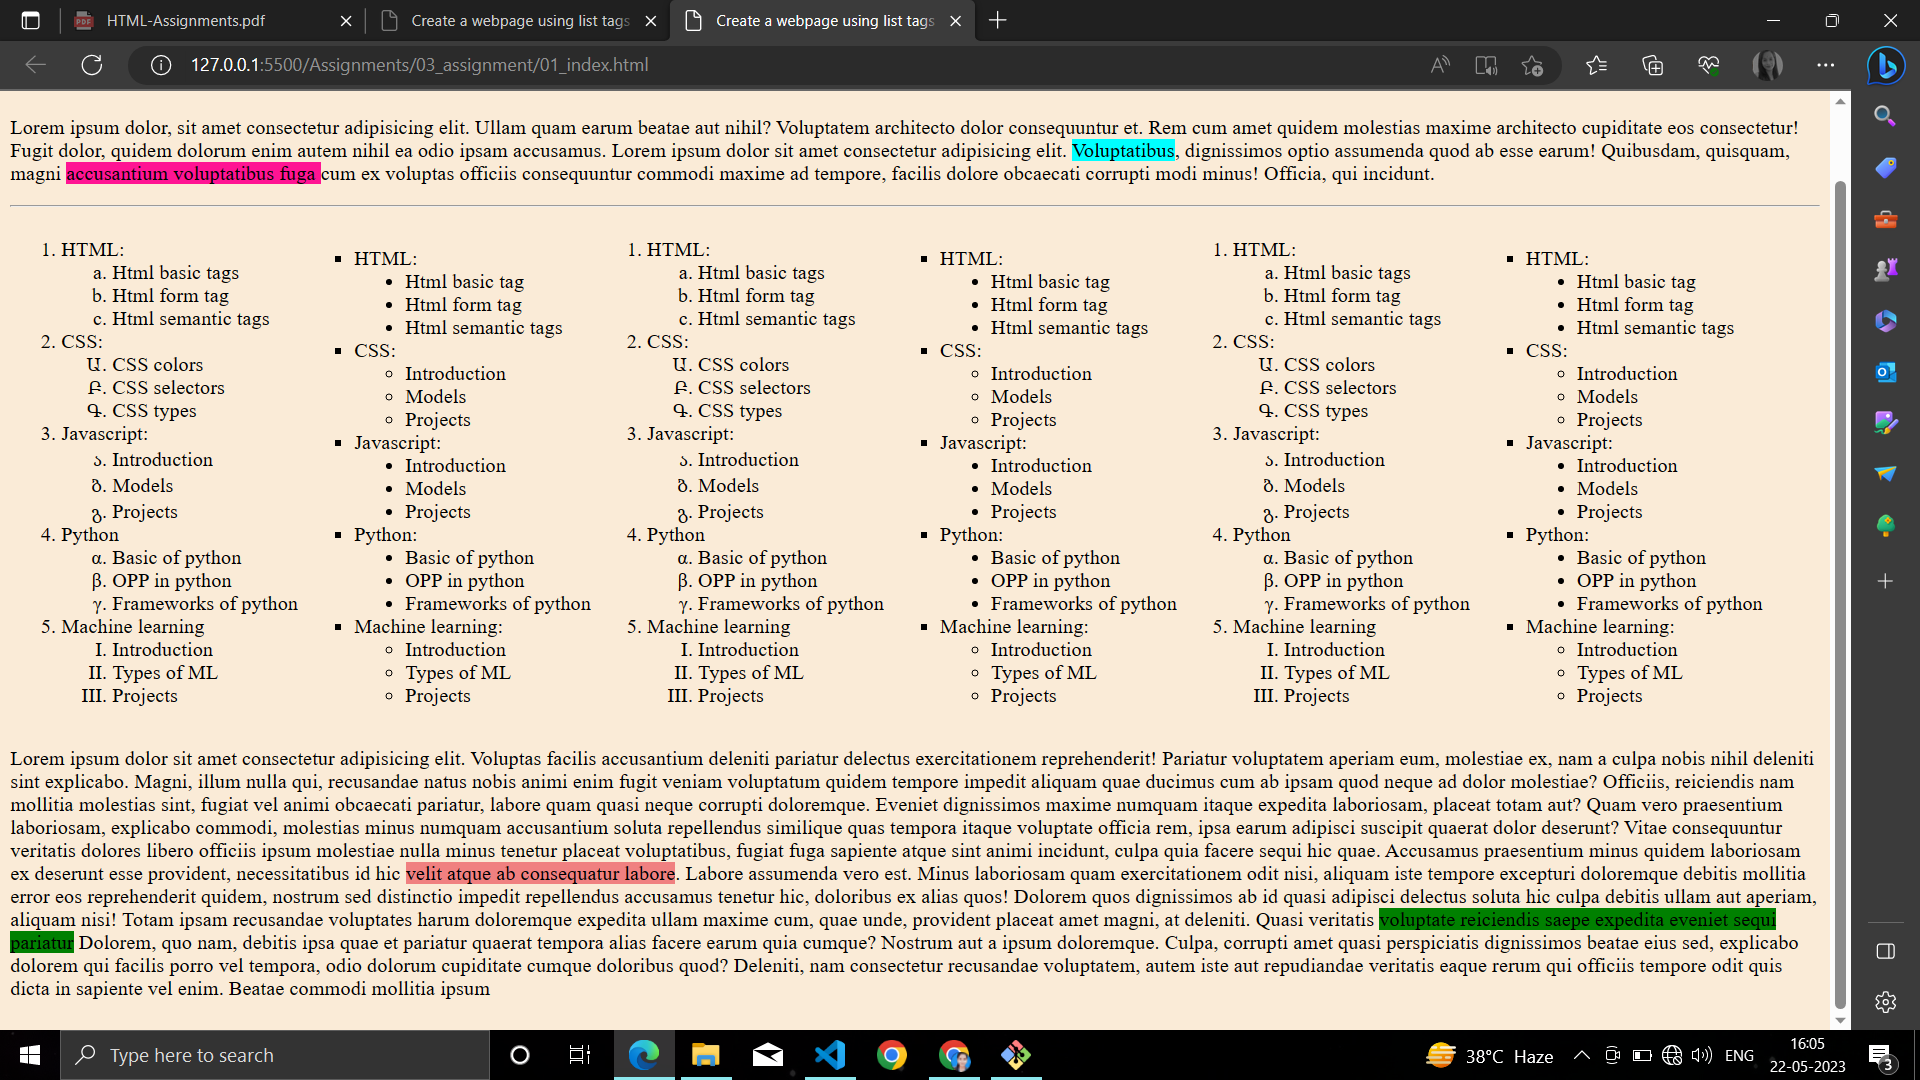 HTML-Assignments.pdf
Create a webpage using list tags
Create a webpage using list tags
127.0.0.1:5500/Assignments/03_assignment/01_index.html
Lorem ipsum dolor, sit amet consectetur adipisicing elit. Ullam quam earum beatae aut nihil? Voluptatem architecto dolor consequuntur et. Rem cum amet quidem molestias maxime architecto cupiditate eos consectetur!
Fugit dolor, quidem dolorum enim autem nihil ea odio ipsam accusamus. Lorem ipsum dolor sit amet consectetur adipisicing elit. Voluptatibus, dignissimos optio assumenda quod ab esse earum! Quibusdam, quisquam,
magni accusantium voluptatibus fuga cum ex voluptas officiis consequuntur commodi maxime ad tempore, facilis dolore obcaecati corrupti modi minus! Officia, qui incidunt.
1. HTML:
a. Html basic tags
b. Html form tag
c. Html semantic tags
2. CSS:
Ա. CSS colors
Բ. CSS selectors
Գ. CSS types
3. Javascript:
ა. Introduction
ბ. Models
გ. Projects
4. Python
α. Basic of python
β. OPP in python
γ. Frameworks of python
5. Machine learning
I. Introduction
II. Types of ML
III. Projects
▪ HTML:
• Html basic tag
• Html form tag
• Html semantic tags
▪ CSS:
◦ Introduction
◦ Models
◦ Projects
▪ Javascript:
• Introduction
• Models
• Projects
▪ Python:
• Basic of python
• OPP in python
• Frameworks of python
▪ Machine learning:
◦ Introduction
◦ Types of ML
◦ Projects
1. HTML:
a. Html basic tags
b. Html form tag
c. Html semantic tags
2. CSS:
Ա. CSS colors
Բ. CSS selectors
Գ. CSS types
3. Javascript:
ა. Introduction
ბ. Models
გ. Projects
4. Python
α. Basic of python
β. OPP in python
γ. Frameworks of python
5. Machine learning
I. Introduction
II. Types of ML
III. Projects
▪ HTML:
• Html basic tag
• Html form tag
• Html semantic tags
▪ CSS:
◦ Introduction
◦ Models
◦ Projects
▪ Javascript:
• Introduction
• Models
• Projects
▪ Python:
• Basic of python
• OPP in python
• Frameworks of python
▪ Machine learning:
◦ Introduction
◦ Types of ML
◦ Projects
1. HTML:
a. Html basic tags
b. Html form tag
c. Html semantic tags
2. CSS:
Ա. CSS colors
Բ. CSS selectors
Գ. CSS types
3. Javascript:
ა. Introduction
ბ. Models
გ. Projects
4. Python
α. Basic of python
β. OPP in python
γ. Frameworks of python
5. Machine learning
I. Introduction
II. Types of ML
III. Projects
▪ HTML:
• Html basic tag
• Html form tag
• Html semantic tags
▪ CSS:
◦ Introduction
◦ Models
◦ Projects
▪ Javascript:
• Introduction
• Models
• Projects
▪ Python:
• Basic of python
• OPP in python
• Frameworks of python
▪ Machine learning:
◦ Introduction
◦ Types of ML
◦ Projects
Lorem ipsum dolor sit amet consectetur adipisicing elit. Voluptas facilis accusantium deleniti pariatur delectus exercitationem reprehenderit! Pariatur voluptatem aperiam eum, molestiae ex, nam a culpa nobis nihil deleniti
sint explicabo. Magni, illum nulla qui, recusandae natus nobis animi enim fugit veniam voluptatum quidem tempore impedit aliquam quae ducimus cum ab ipsam quod neque ad dolor molestiae? Officiis, reiciendis nam
mollitia molestias sint, fugiat vel animi obcaecati pariatur, labore quam quasi neque corrupti doloremque. Eveniet dignissimos maxime numquam itaque expedita laboriosam, placeat totam aut? Quam vero praesentium
laboriosam, explicabo commodi, molestias minus numquam accusantium soluta repellendus similique quas tempora itaque voluptate officia rem, ipsa earum adipisci suscipit quaerat dolor deserunt? Vitae consequuntur
veritatis dolores libero officiis ipsum molestiae nulla minus tenetur placeat voluptatibus, fugiat fuga sapiente atque sint animi incidunt, culpa quia facere sequi hic quae. Accusamus praesentium minus quidem laboriosam
ex deserunt esse provident, necessitatibus id hic velit atque ab consequatur labore. Labore assumenda vero est. Minus laboriosam quam exercitationem odit nisi, aliquam iste tempore excepturi doloremque debitis mollitia
error eos reprehenderit quidem, nostrum sed distinctio impedit repellendus accusamus tenetur hic, doloribus ex alias quos! Dolorem quos dignissimos ab id quasi adipisci delectus soluta hic culpa debitis ullam aut aperiam,
aliquam nisi! Totam ipsam recusandae voluptates harum doloremque expedita ullam maxime cum, quae unde, provident placeat amet magni, at deleniti. Quasi veritatis voluptate reiciendis saepe expedita eveniet sequi
pariatur Dolorem, quo nam, debitis ipsa quae et pariatur quaerat tempora alias facere earum quia cumque? Nostrum aut a ipsum doloremque. Culpa, corrupti amet quasi perspiciatis dignissimos beatae eius sed, explicabo
dolorem qui facilis porro vel tempora, odio dolorum cupiditate cumque doloribus quod? Deleniti, nam consectetur recusandae voluptatem, autem iste aut repudiandae veritatis eaque rerum qui officiis tempore odit quis
dicta in sapiente vel enim. Beatae commodi mollitia ipsum
Type here to search
38°C Haze
ENG
16:05
22-05-2023
3